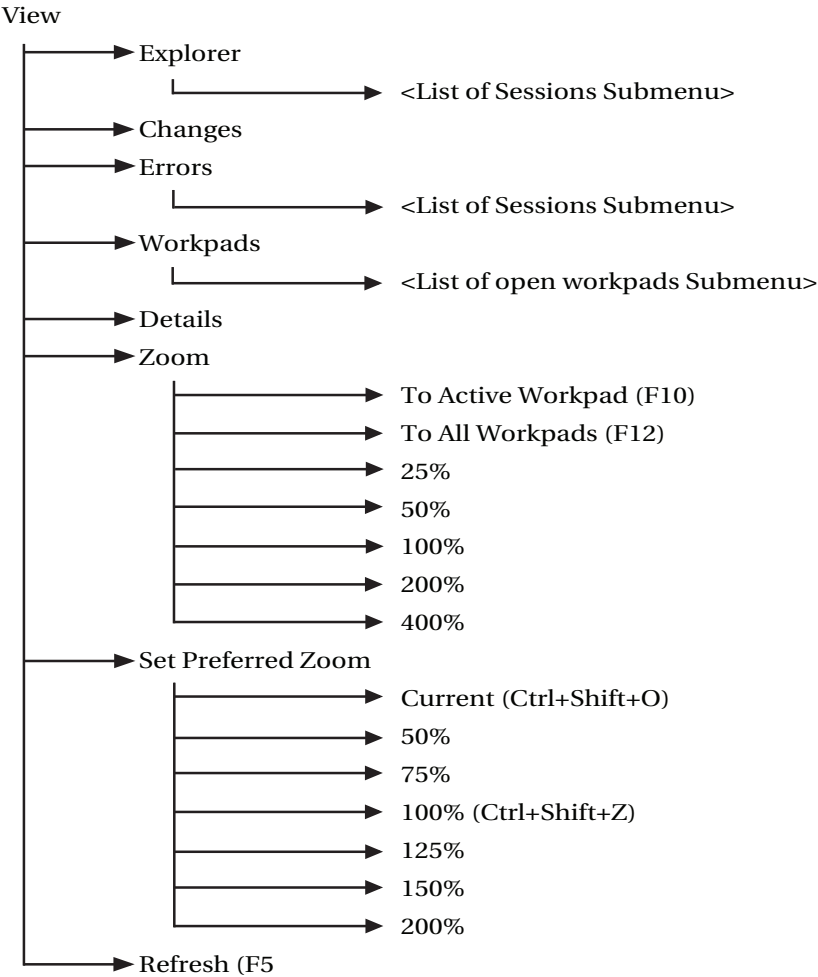 View
Explorer
<List of Sessions Submenu>
Changes
Errors
<List of Sessions Submenu>
Workpads
<List of open workpads Submenu>
Details
Zoom
To Active Workpad (F10)
To All Workpads (F12)
25%
50%
100%
200%
400%
Set Preferred Zoom
Current (Ctrl+Shift+O)
50%
75%
100% (Ctrl+Shift+Z)
125%
150%
200%
Refresh (F5